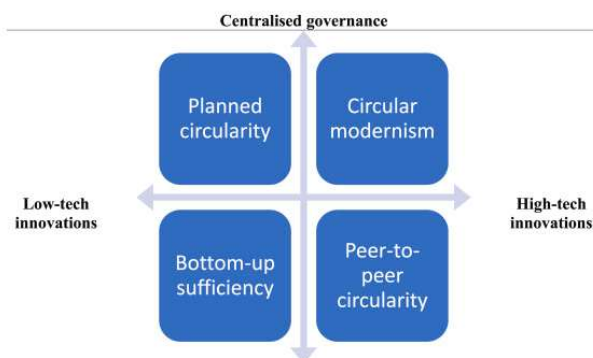 Centralised governance
Planned
circularity
Circular
modernism
Low-tech
innovations
High-tech
innovations
Bottom-up
sufficiency
Peer-to-
peer
circularity